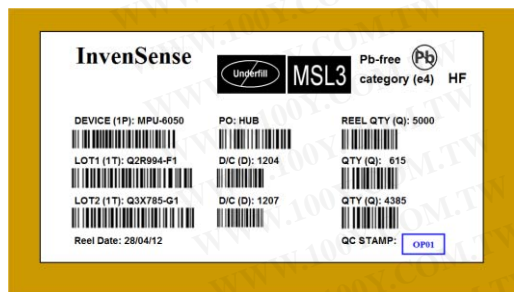 InvenSense
Underfill
MSL3
Pb-free
Pb
category (e4) HF
DEVICE (1P): MPU-6050 PO: HUB REEL QTY (Q): 5000
LOT1 (1T): Q2R994-F1 D/C (D): 1204 QTY (Q): 615
LOT2 (1T): Q3X785-G1 D/C (D): 1207 QTY (Q): 4385
Reel Date: 28/04/12 QC STAMP: OP01
WWW.100Y.COM.TW